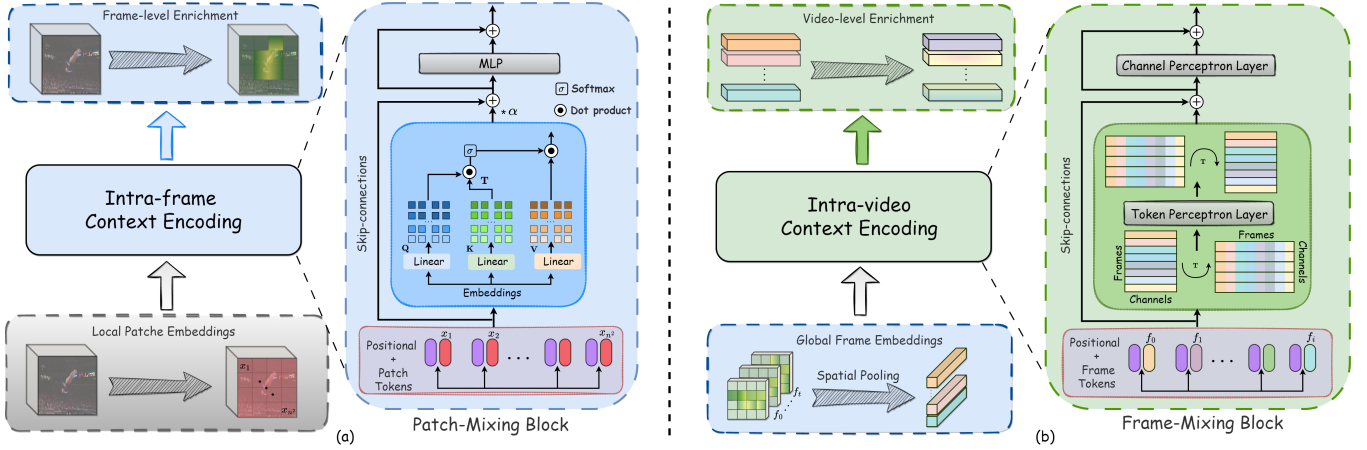 Frame-level Enrichment
Intra-frame
Context Encoding
Local Patche Embeddings
x₁
xₙ²
(a)
Skip-connections
MLP
σ Softmax
Dot product
* α
σ
T
Q
K
V
Linear
Linear
Linear
Embeddings
Positional
+
Patch
Tokens
x₁
x₂
...
xₙ²
Patch-Mixing Block
Video-level Enrichment
Intra-video
Context Encoding
Global Frame Embeddings
Spatial Pooling
f₀
fₜ
(b)
Skip-connections
Channel Perceptron Layer
T
Token Perceptron Layer
Frames
Frames
T
Channels
Channels
Positional
+
Frame
Tokens
f₀
f₁
...
fₜ
Frame-Mixing Block